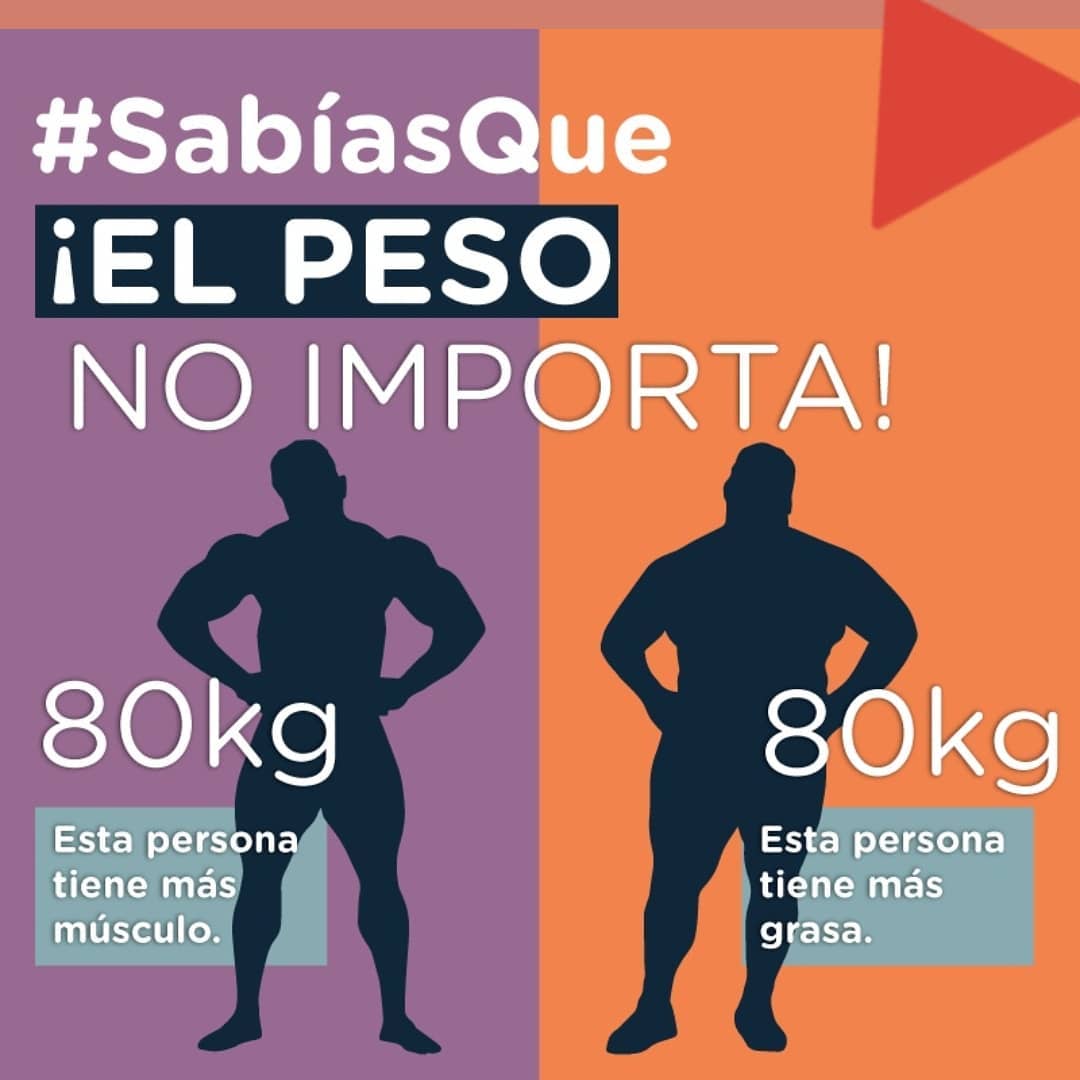 #SabíasQue
¡EL PESO
NO IMPORTA!
80kg
Esta persona
tiene más
músculo.
80kg
Esta persona
tiene más
grasa.